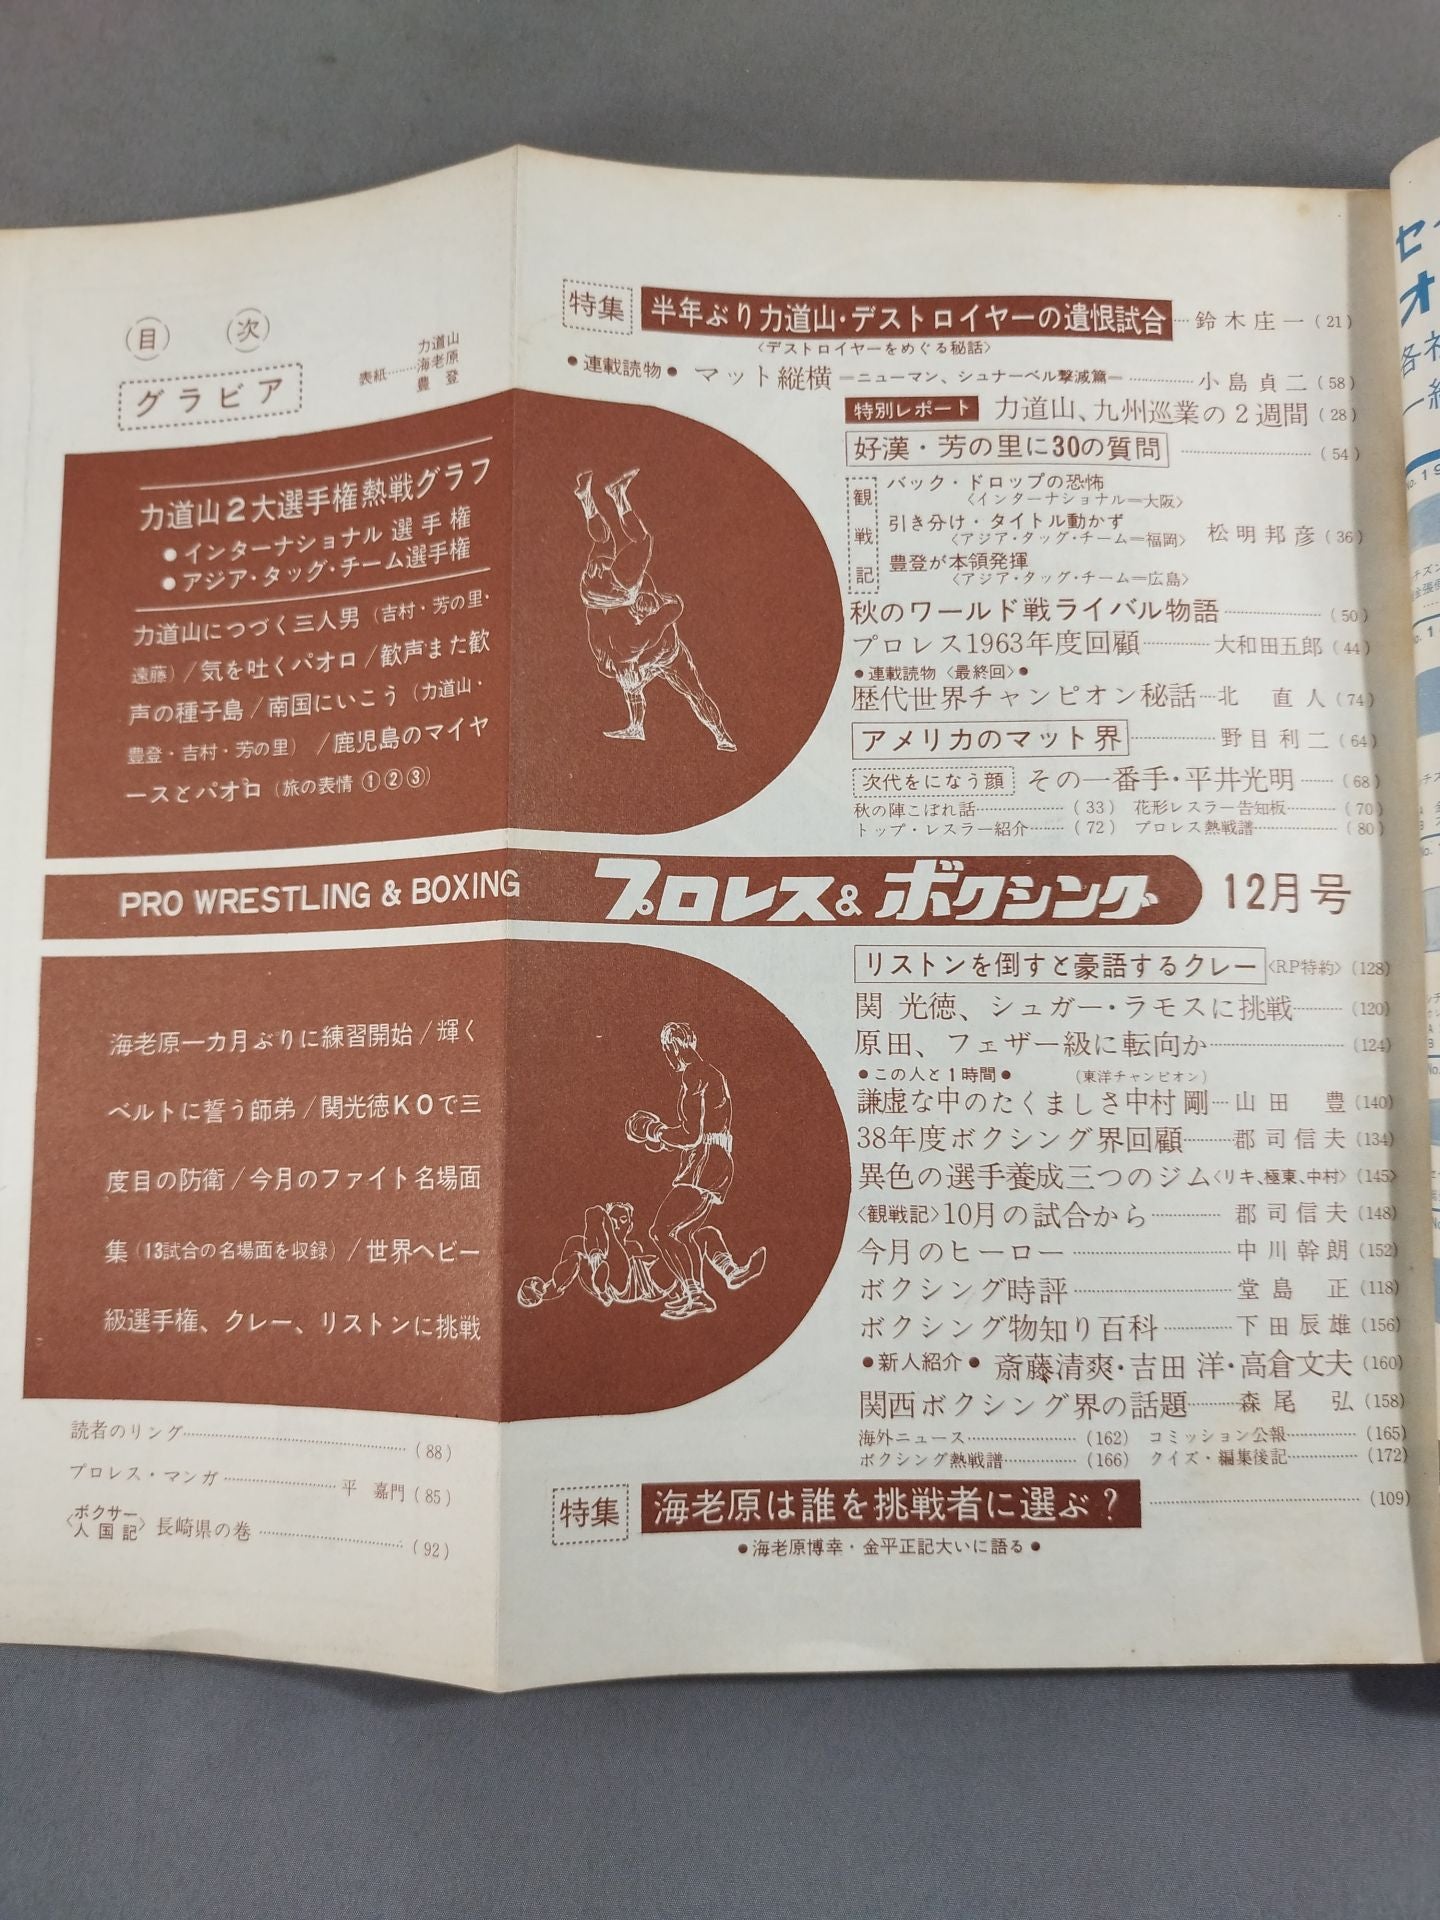 目次
表紙………力道山
海老原
豊登
グラビア
力道山2大選手権熱戦グラフ
●インターナショナル選手権
●アジア・タッグ・チーム選手権
力道山につづく三人男（吉村・芳の里・
遠藤）/気を吐くパオロ/歓声また歓
声の種子島/南国にいこう（力道山・
豊登・吉村・芳の里）/鹿児島のマイヤ
ースとパオロ（旅の表情①②③）
特集 半年ぶり力道山・デストロイヤーの遺恨試合…鈴木庄一（21）
〈デストロイヤーをめぐる秘話〉
●連載読物● マット縦横＝ニューマン、シュナーベル撃滅篇＝…………小島貞二（58）
特別レポート 力道山、九州巡業の2週間（28）
好漢・芳の里に30の質問…………（54）
観戦記
バック・ドロップの恐怖
〈インターナショナル＝大阪〉
引き分け・タイトル動かず
〈アジア・タッグ・チーム＝福岡〉 松明邦彦（36）
豊登が本領発揮
〈アジア・タッグ・チーム＝広島〉
秋のワールド戦ライバル物語…………（50）
プロレス1963年度回顧………大和田五郎（44）
●連載読物〈最終回〉●
歴代世界チャンピオン秘話…北 直人（74）
アメリカのマット界…………野目利二（64）
次代をになう顔 その一番手・平井光明……（68）
秋の陣こぼれ話…………（33） 花形レスラー告知板…………（70）
トップ・レスラー紹介……（72） プロレス熱戦譜…………（80）
PRO WRESTLING & BOXING プロレス&ボクシング 12月号
海老原一カ月ぶりに練習開始/輝く
ベルトに誓う師弟/関光徳KOで三
度目の防衛/今月のファイト名場面
集（13試合の名場面を収録）/世界ヘビー
級選手権、クレー、リストンに挑戦
リストンを倒すと豪語するクレー〈RP特約〉（128）
関 光徳、シュガー・ラモスに挑戦………（120）
原田、フェザー級に転向か…………（124）
●この人と1時間● （東洋チャンピオン）
謙虚な中のたくましさ中村 剛…山田 豊（140）
38年度ボクシング界回顧………郡司信夫（134）
異色の選手養成三つのジム〈リキ、極東、中村〉（145）
〈観戦記〉10月の試合から…………郡司信夫（148）
今月のヒーロー…………中川幹朗（152）
ボクシング時評…………堂島 正（118）
ボクシング物知り百科…………下田辰雄（156）
●新人紹介● 斎藤清爽・吉田 洋・高倉文夫（160）
関西ボクシング界の話題………森尾 弘（158）
海外ニュース…………（162） コミッション公報…………（165）
ボクシング熱戦譜…………（166） クイズ・編集後記…………（172）
読者のリング…………（88）
プロレス・マンガ…………平 嘉門（85）
〈ボクサー人国記〉長崎県の巻…………（92）
特集 海老原は誰を挑戦者に選ぶ？…………（109）
●海老原博幸・金平正記大いに語る●
セ
オ
各社